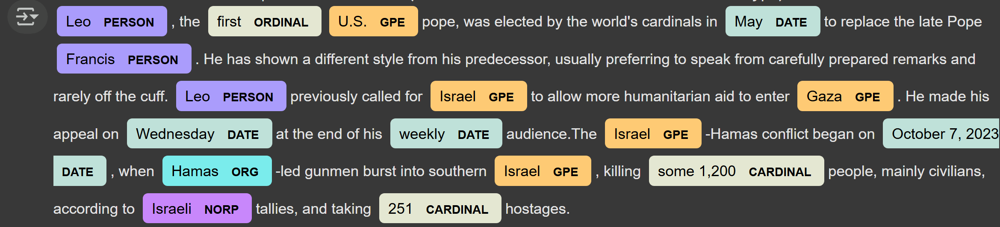 Leo PERSON , the first ORDINAL U.S. GPE pope, was elected by the world's cardinals in May DATE to replace the late Pope
Francis PERSON . He has shown a different style from his predecessor, usually preferring to speak from carefully prepared remarks and
rarely off the cuff. Leo PERSON previously called for Israel GPE to allow more humanitarian aid to enter Gaza GPE . He made his
appeal on Wednesday DATE at the end of his weekly DATE audience.The Israel GPE -Hamas conflict began on October 7, 2023
DATE , when Hamas ORG -led gunmen burst into southern Israel GPE , killing some 1,200 CARDINAL people, mainly civilians,
according to Israeli NORP tallies, and taking 251 CARDINAL hostages.